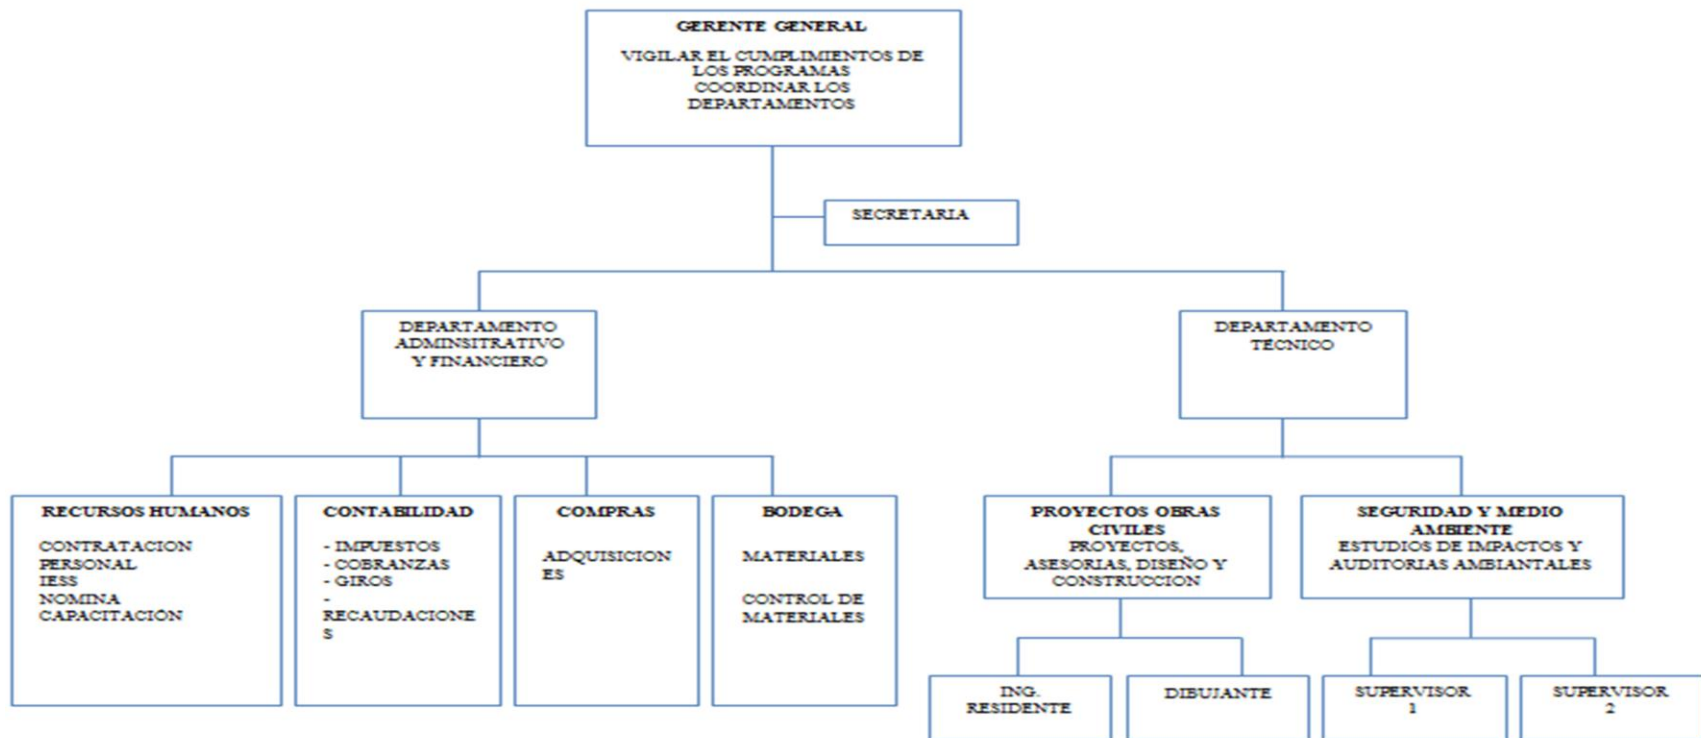 GERENTE GENERAL
VIGILAR EL CUMPLIMIENTOS DE
LOS PROGRAMAS
COORDINAR LOS
DEPARTAMENTOS
SECRETARIA
DEPARTAMENTO
ADMINSITRATIVO
Y FINANCIERO
DEPARTAMENTO
TÉCNICO
RECURSOS HUMANOS
CONTRATACION
PERSONAL
IESS
NOMINA
CAPACITACIÓN
CONTABILIDAD
- IMPUESTOS
- COBRANZAS
- GIROS
-
RECAUDACIONE
S
COMPRAS
ADQUISICION
ES
BODEGA
MATERIALES
CONTROL DE
MATERIALES
PROYECTOS OBRAS
CIVILES
PROYECTOS,
ASESORIAS, DISEÑO Y
CONSTRUCCION
SEGURIDAD Y MEDIO
AMBIENTE
ESTUDIOS DE IMPACTOS Y
AUDITORIAS AMBIANTALES
ING.
RESIDENTE
DIBUJANTE
SUPERVISOR
1
SUPERVISOR
2